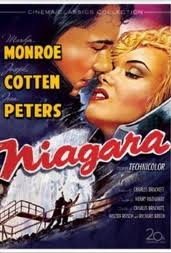 CINEMA CLASSICS COLLECTION
Marilyn
MONROE
Joseph
COTTEN
Jean
PETERS
Niagara
TECHNICOLOR
CHARLES BRACKETT
HENRY HATHAWAY
CHARLES BRACKETT
WALTER REISCH and RICHARD BREEN
20